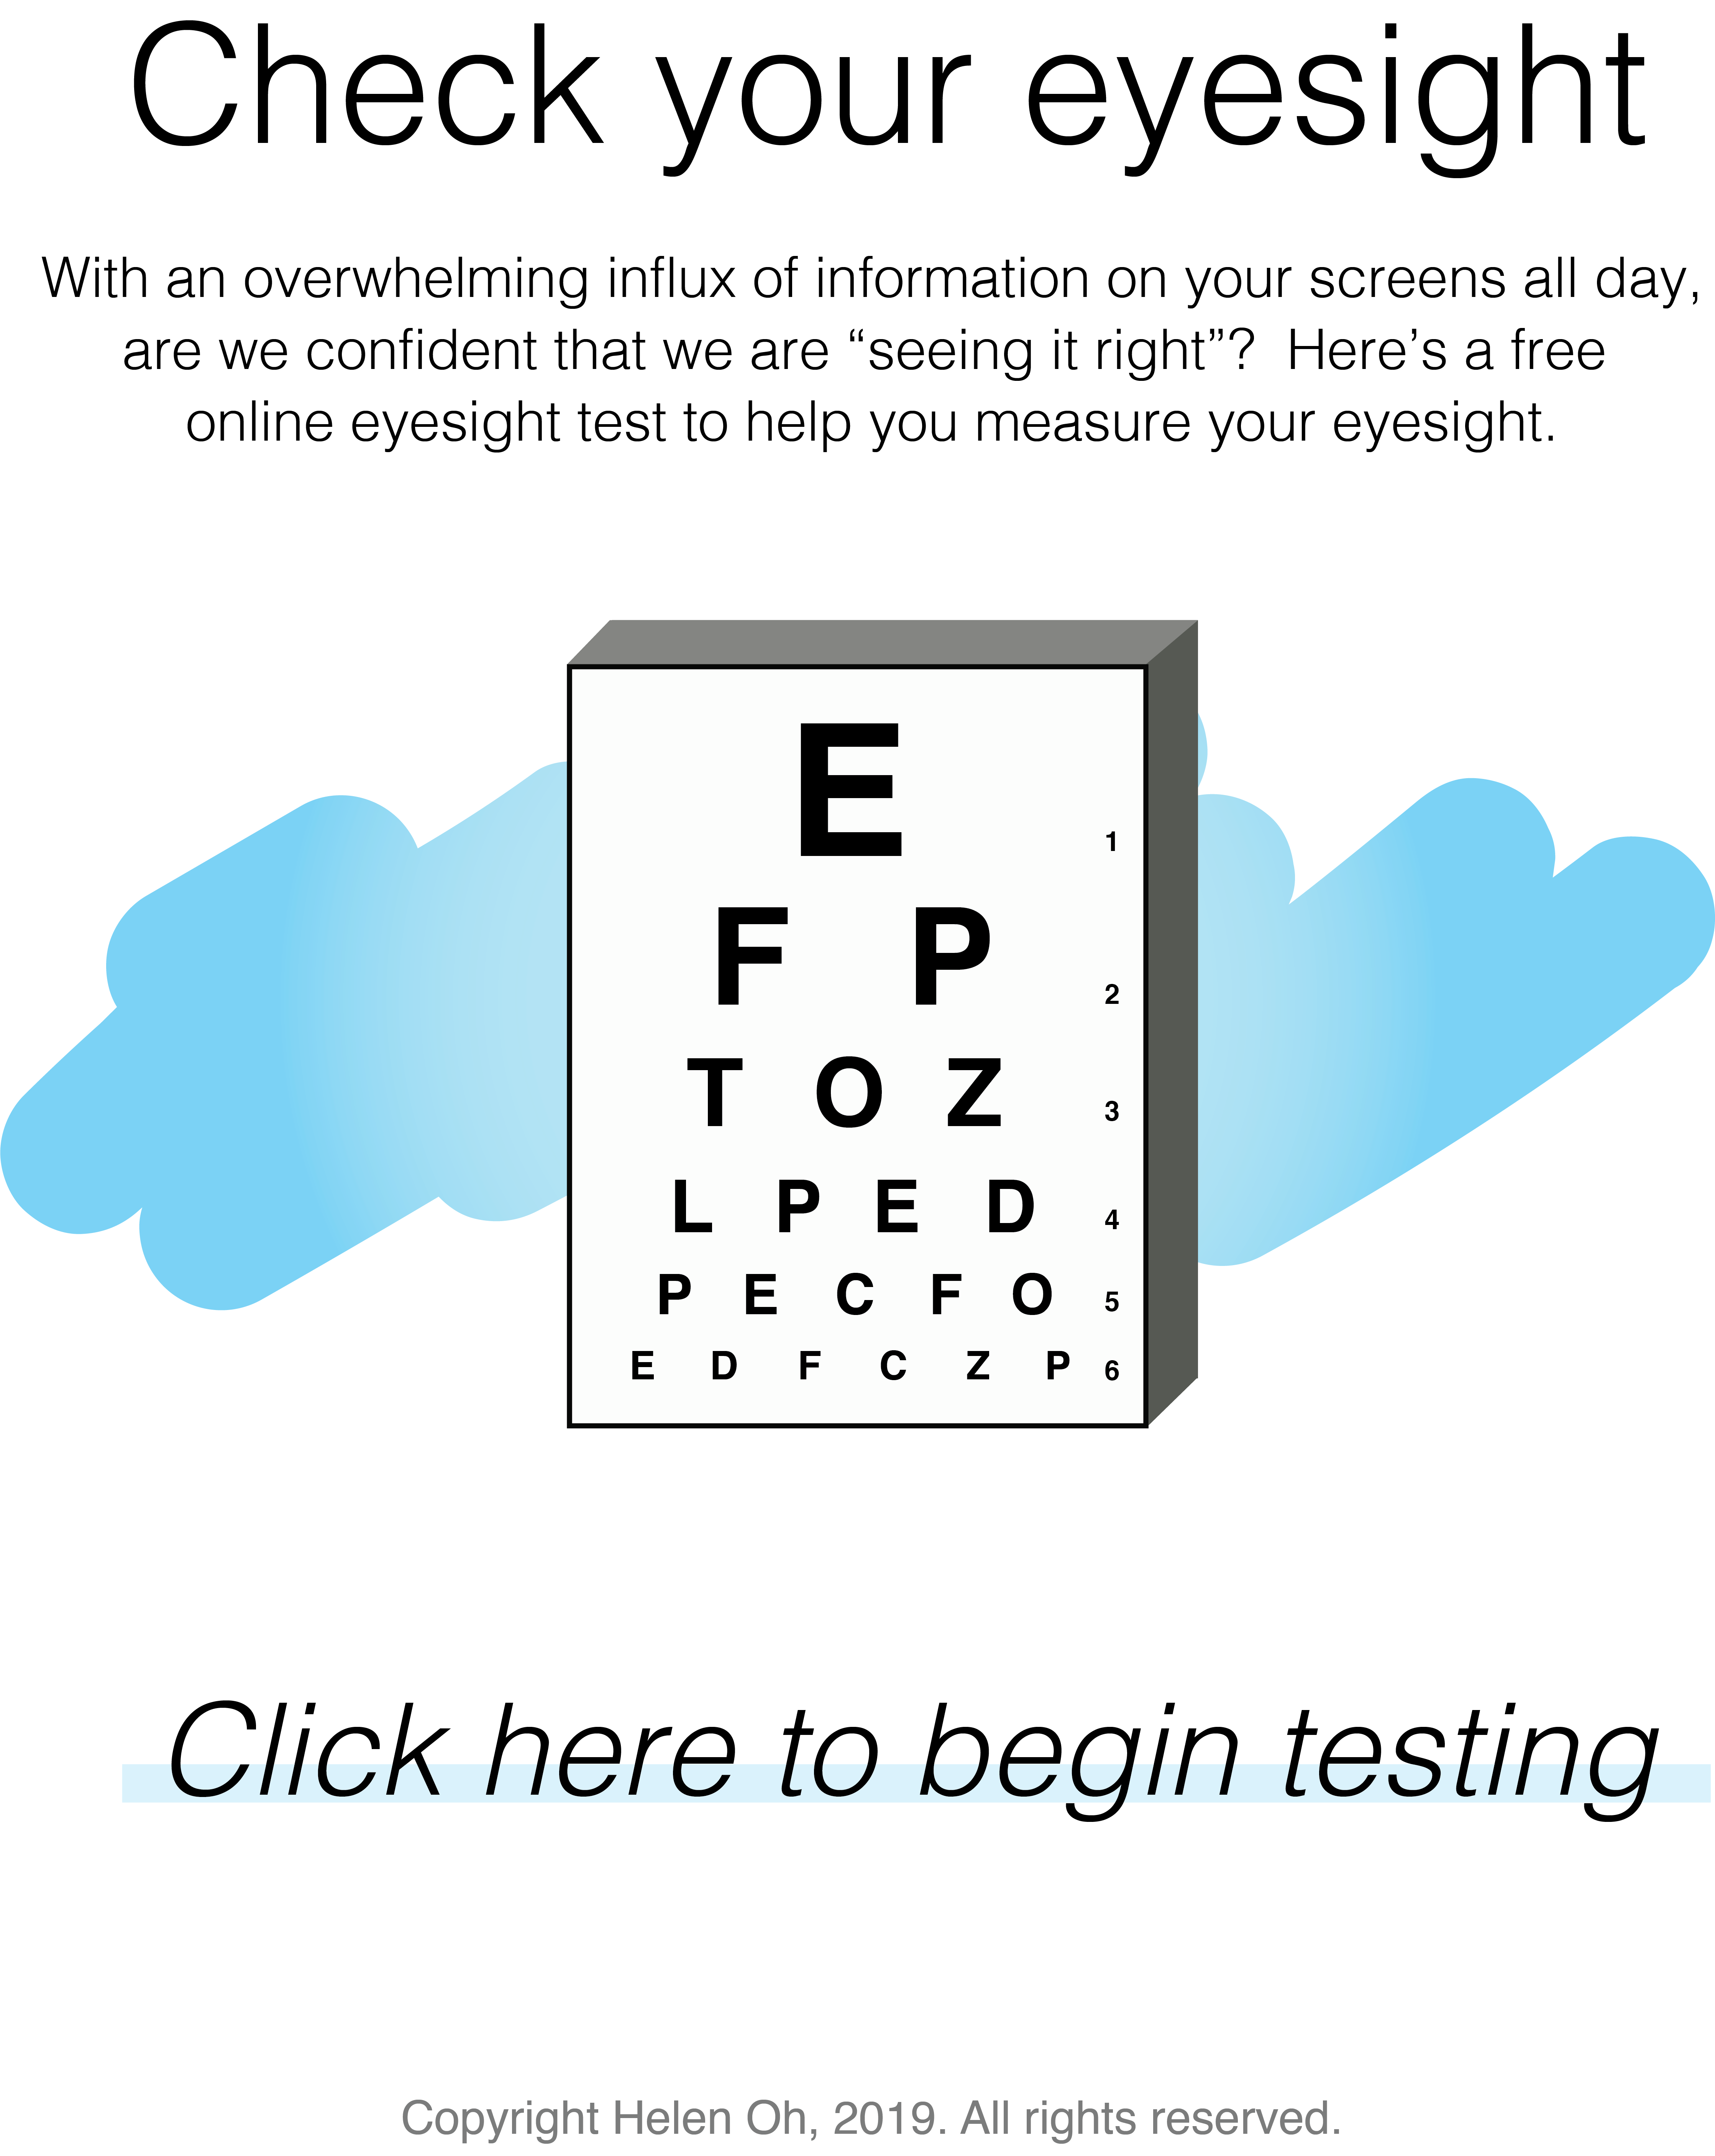 Check your eyesight
With an overwhelming influx of information on your screens all day,
are we confident that we are “seeing it right”?  Here’s a free
online eyesight test to help you measure your eyesight.
E 1
F P 2
T O Z 3
L P E D 4
P E C F O 5
E D F C Z P 6
Click here to begin testing
Copyright Helen Oh, 2019. All rights reserved.